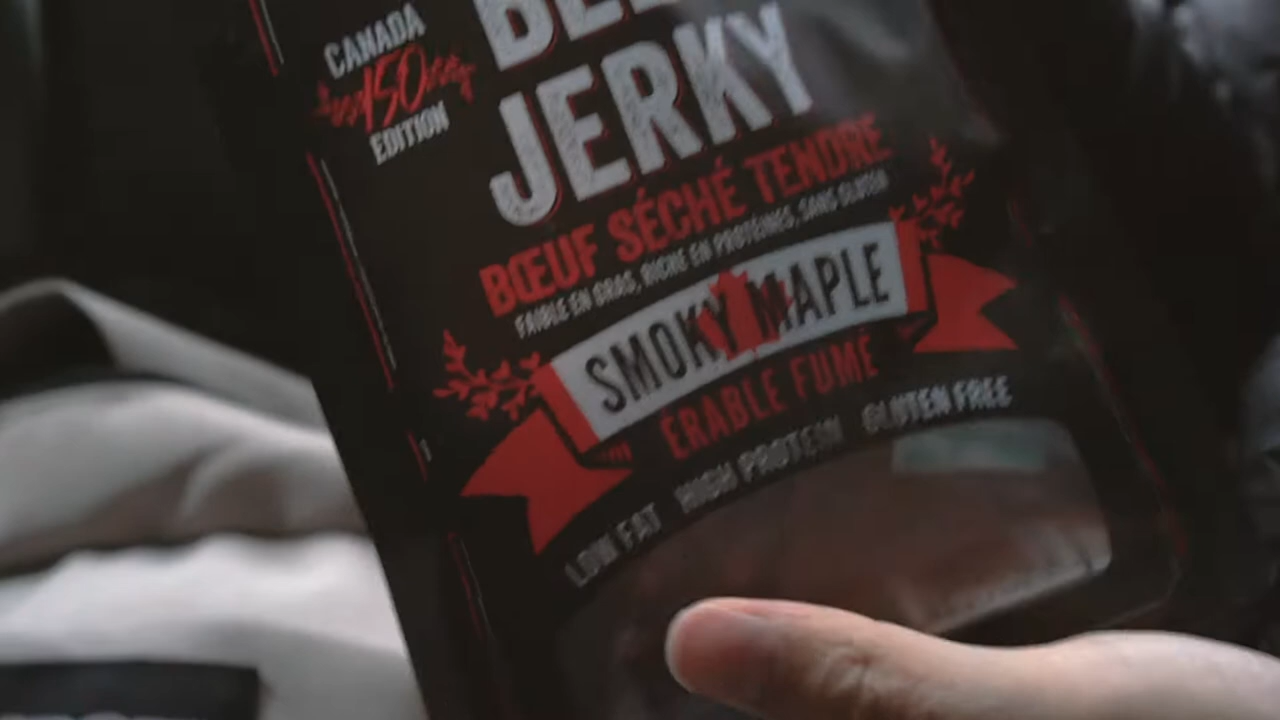 CANADA
150
EDITION
JERKY
BŒUF SÉCHÉ TENDRE
FAIBLE EN GRAS, RICHE EN PROTEINES, SANS GLUTEN
SMOKY MAPLE
ÉRABLE FUMÉ
LOW FAT HIGH PROTEIN GLUTEN FREE